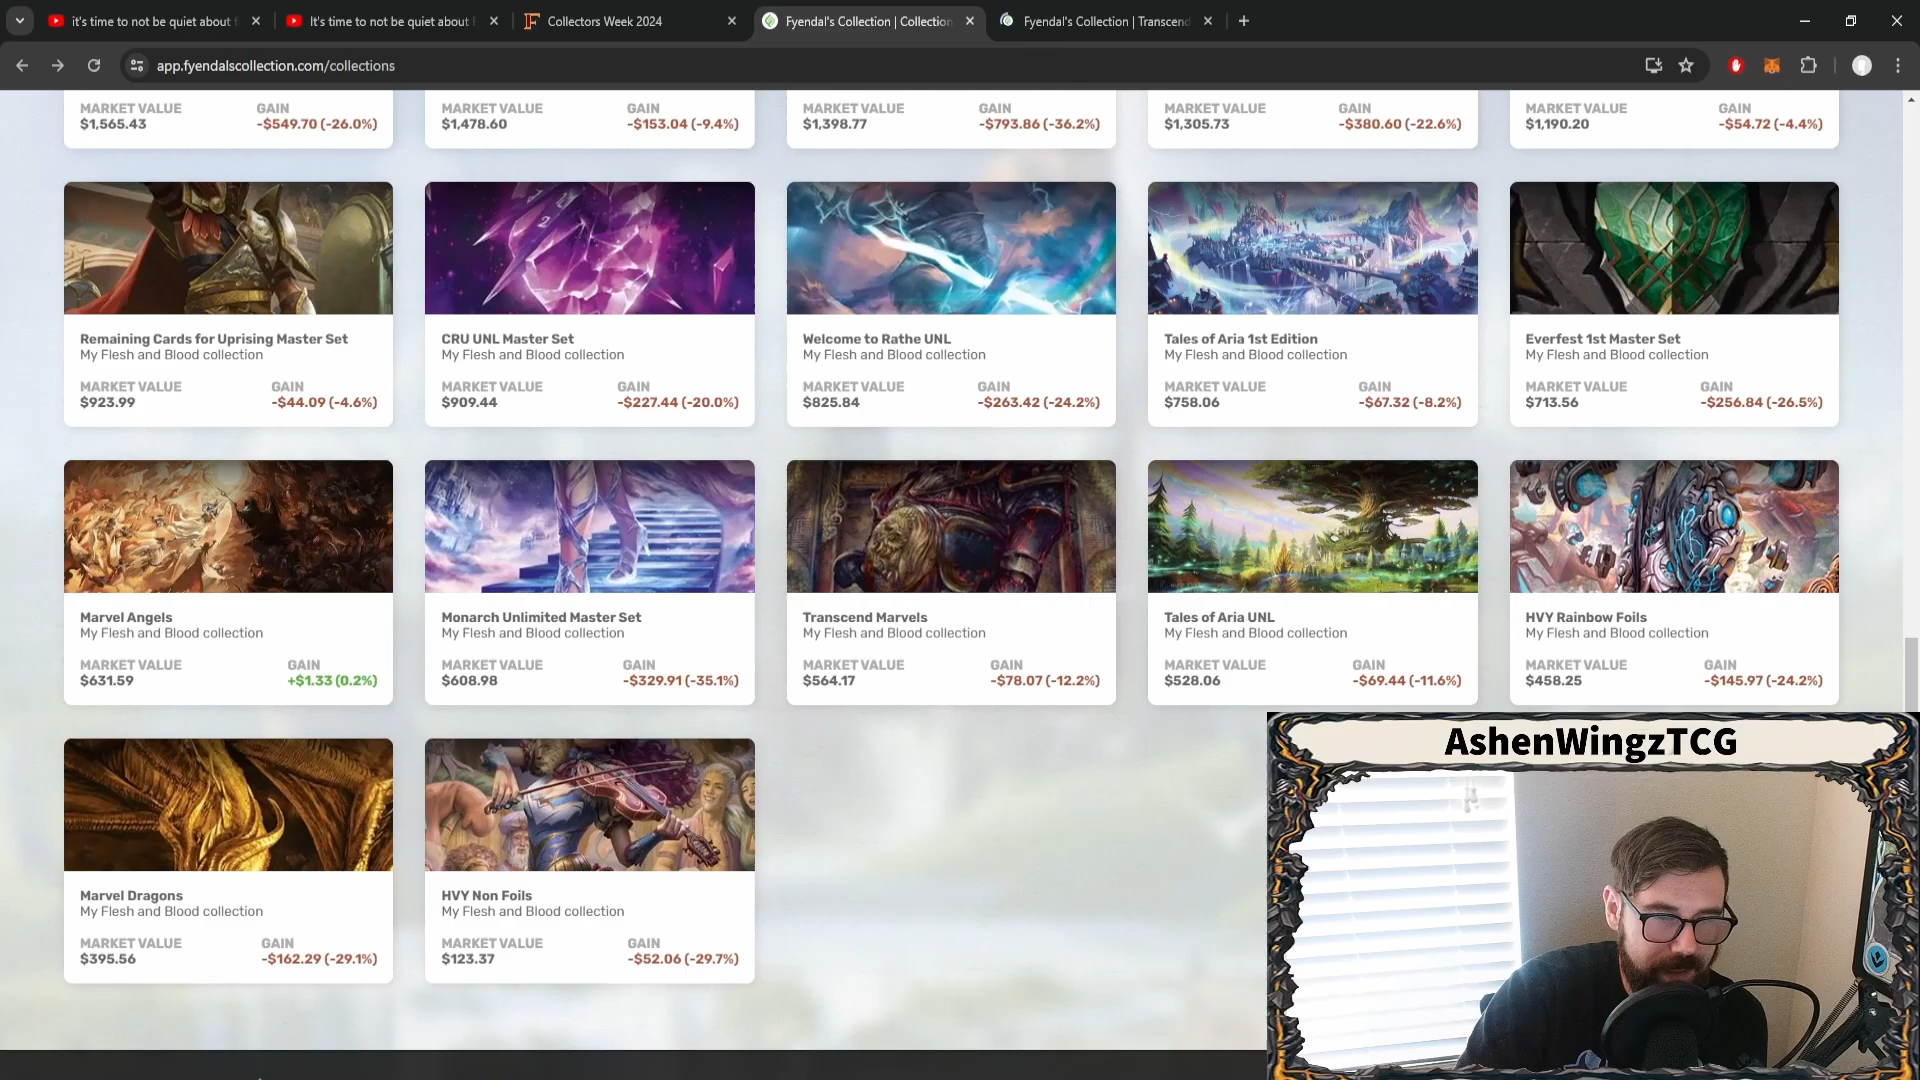 it's time to not be quiet about
It's time to not be quiet about
Collectors Week 2024
Fyendal's Collection | Collection
Fyendal's Collection | Transcend
app.fyendalscollection.com/collections
MARKET VALUE GAIN
$1,565.43 -$549.70 (-26.0%)
MARKET VALUE GAIN
$1,478.60 -$153.04 (-9.4%)
MARKET VALUE GAIN
$1,398.77 -$793.86 (-36.2%)
MARKET VALUE GAIN
$1,305.73 -$380.60 (-22.6%)
MARKET VALUE GAIN
$1,190.20 -$54.72 (-4.4%)
Remaining Cards for Uprising Master Set
My Flesh and Blood collection
MARKET VALUE GAIN
$923.99 -$44.09 (-4.6%)
CRU UNL Master Set
My Flesh and Blood collection
MARKET VALUE GAIN
$909.44 -$227.44 (-20.0%)
Welcome to Rathe UNL
My Flesh and Blood collection
MARKET VALUE GAIN
$825.84 -$263.42 (-24.2%)
Tales of Aria 1st Edition
My Flesh and Blood collection
MARKET VALUE GAIN
$758.06 -$67.32 (-8.2%)
Everfest 1st Master Set
My Flesh and Blood collection
MARKET VALUE GAIN
$713.56 -$256.84 (-26.5%)
Marvel Angels
My Flesh and Blood collection
MARKET VALUE GAIN
$631.59 +$1.33 (0.2%)
Monarch Unlimited Master Set
My Flesh and Blood collection
MARKET VALUE GAIN
$608.98 -$329.91 (-35.1%)
Transcend Marvels
My Flesh and Blood collection
MARKET VALUE GAIN
$564.17 -$78.07 (-12.2%)
Tales of Aria UNL
My Flesh and Blood collection
MARKET VALUE GAIN
$528.06 -$69.44 (-11.6%)
HVY Rainbow Foils
My Flesh and Blood collection
MARKET VALUE GAIN
$458.25 -$145.97 (-24.2%)
Marvel Dragons
My Flesh and Blood collection
MARKET VALUE GAIN
$395.56 -$162.29 (-29.1%)
HVY Non Foils
My Flesh and Blood collection
MARKET VALUE GAIN
$123.37 -$52.06 (-29.7%)
AshenWingzTCG